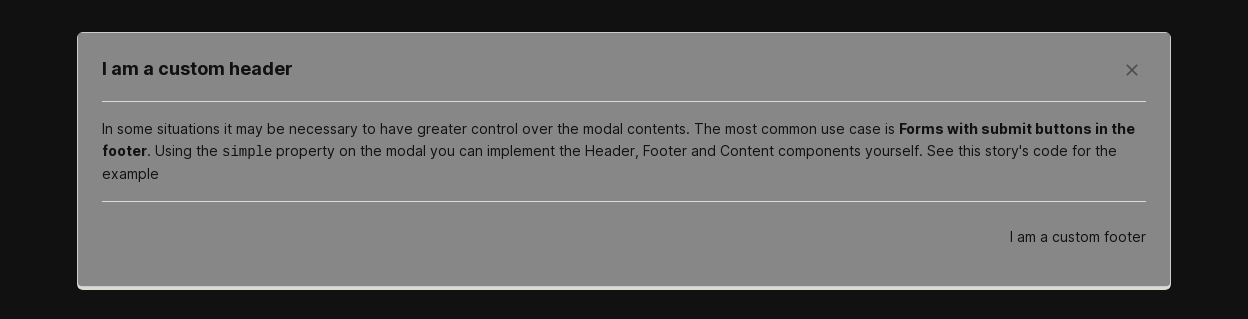 I am a custom header
In some situations it may be necessary to have greater control over the modal contents. The most common use case is Forms with submit buttons in the
footer. Using the simple property on the modal you can implement the Header, Footer and Content components yourself. See this story's code for the
example
I am a custom footer